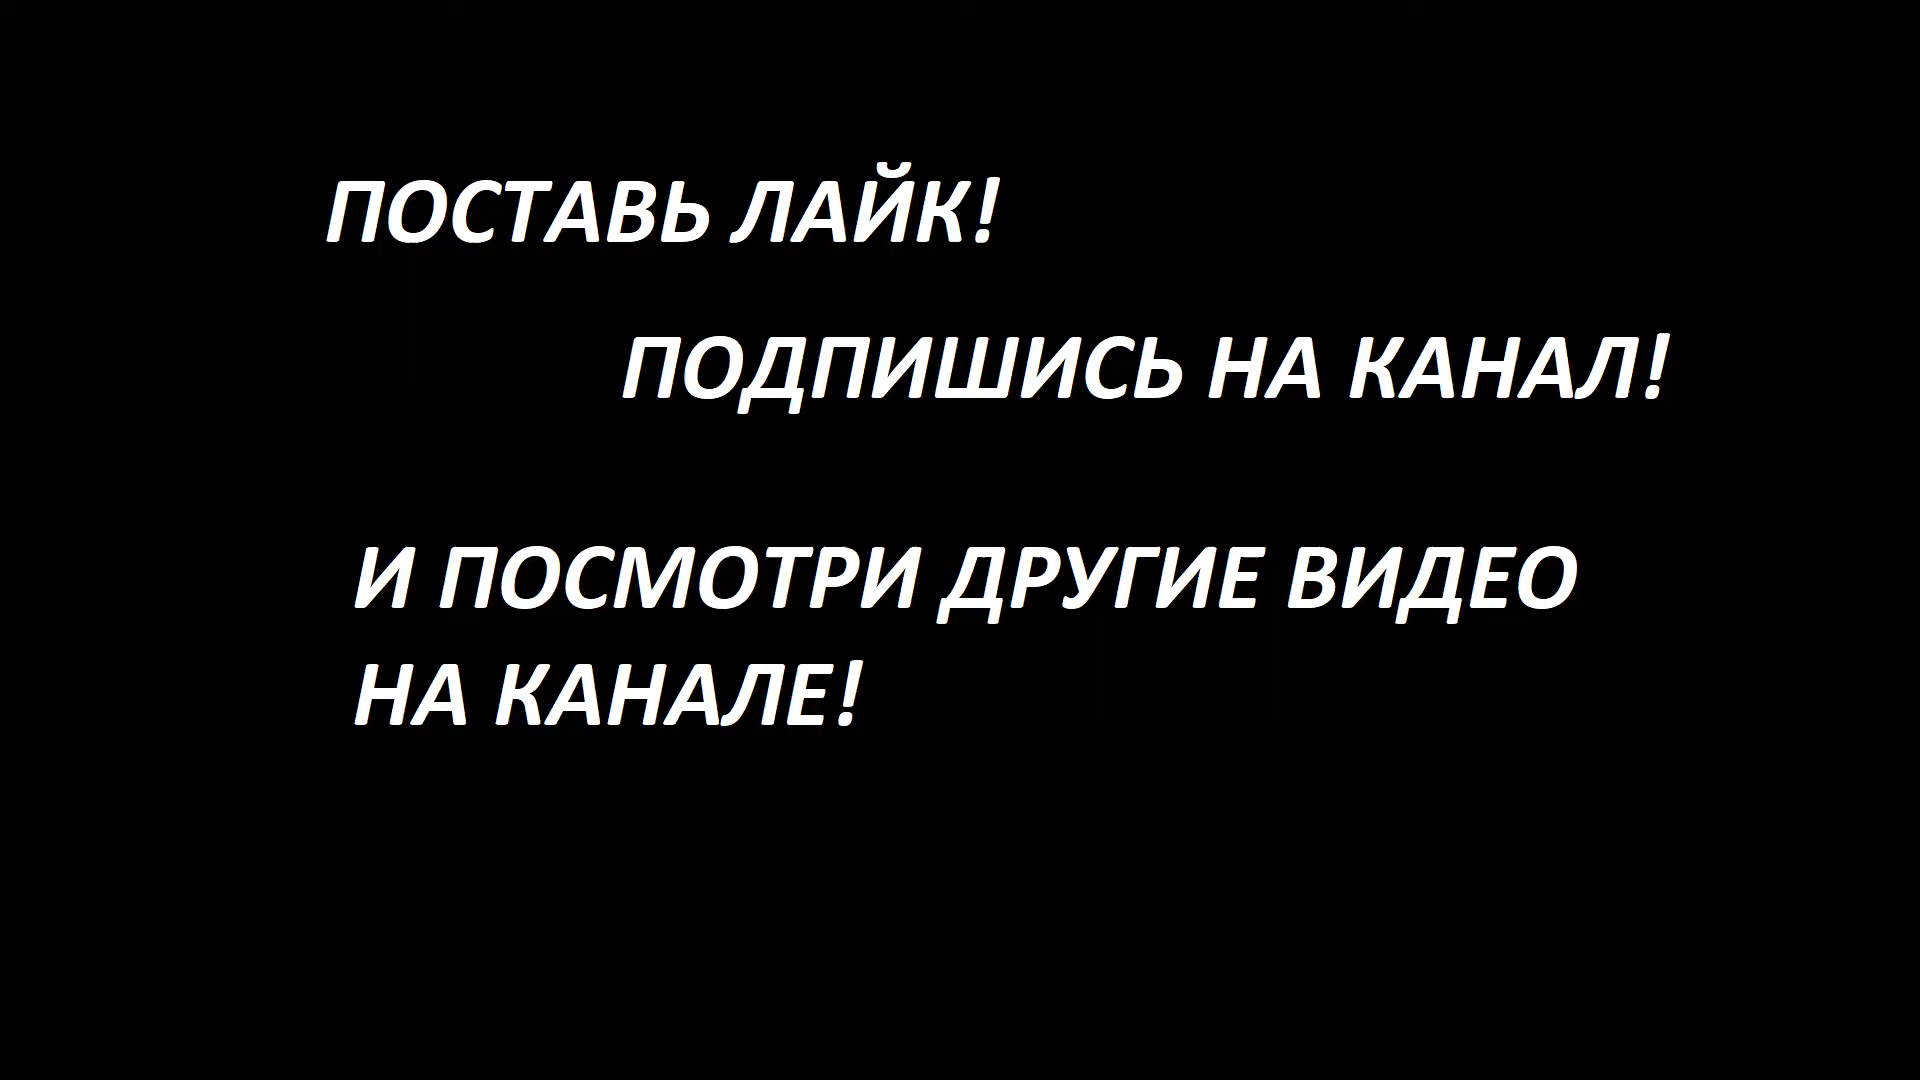 ПОСТАВЬ ЛАЙК!
ПОДПИШИСЬ НА КАНАЛ!
И ПОСМОТРИ ДРУГИЕ ВИДЕО
НА КАНАЛЕ!